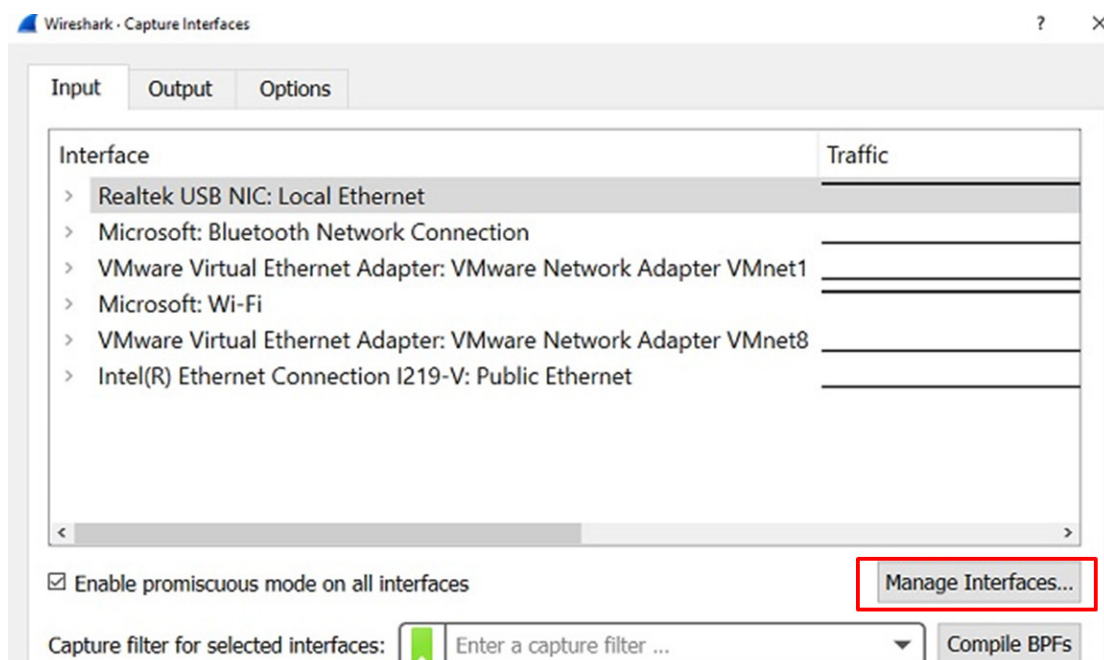 Wireshark · Capture Interfaces
?
Input Output Options
Interface Traffic
Realtek USB NIC: Local Ethernet
Microsoft: Bluetooth Network Connection
VMware Virtual Ethernet Adapter: VMware Network Adapter VMnet1
Microsoft: Wi-Fi
VMware Virtual Ethernet Adapter: VMware Network Adapter VMnet8
Intel(R) Ethernet Connection I219-V: Public Ethernet
Enable promiscuous mode on all interfaces
Manage Interfaces...
Capture filter for selected interfaces: Enter a capture filter ... Compile BPFs